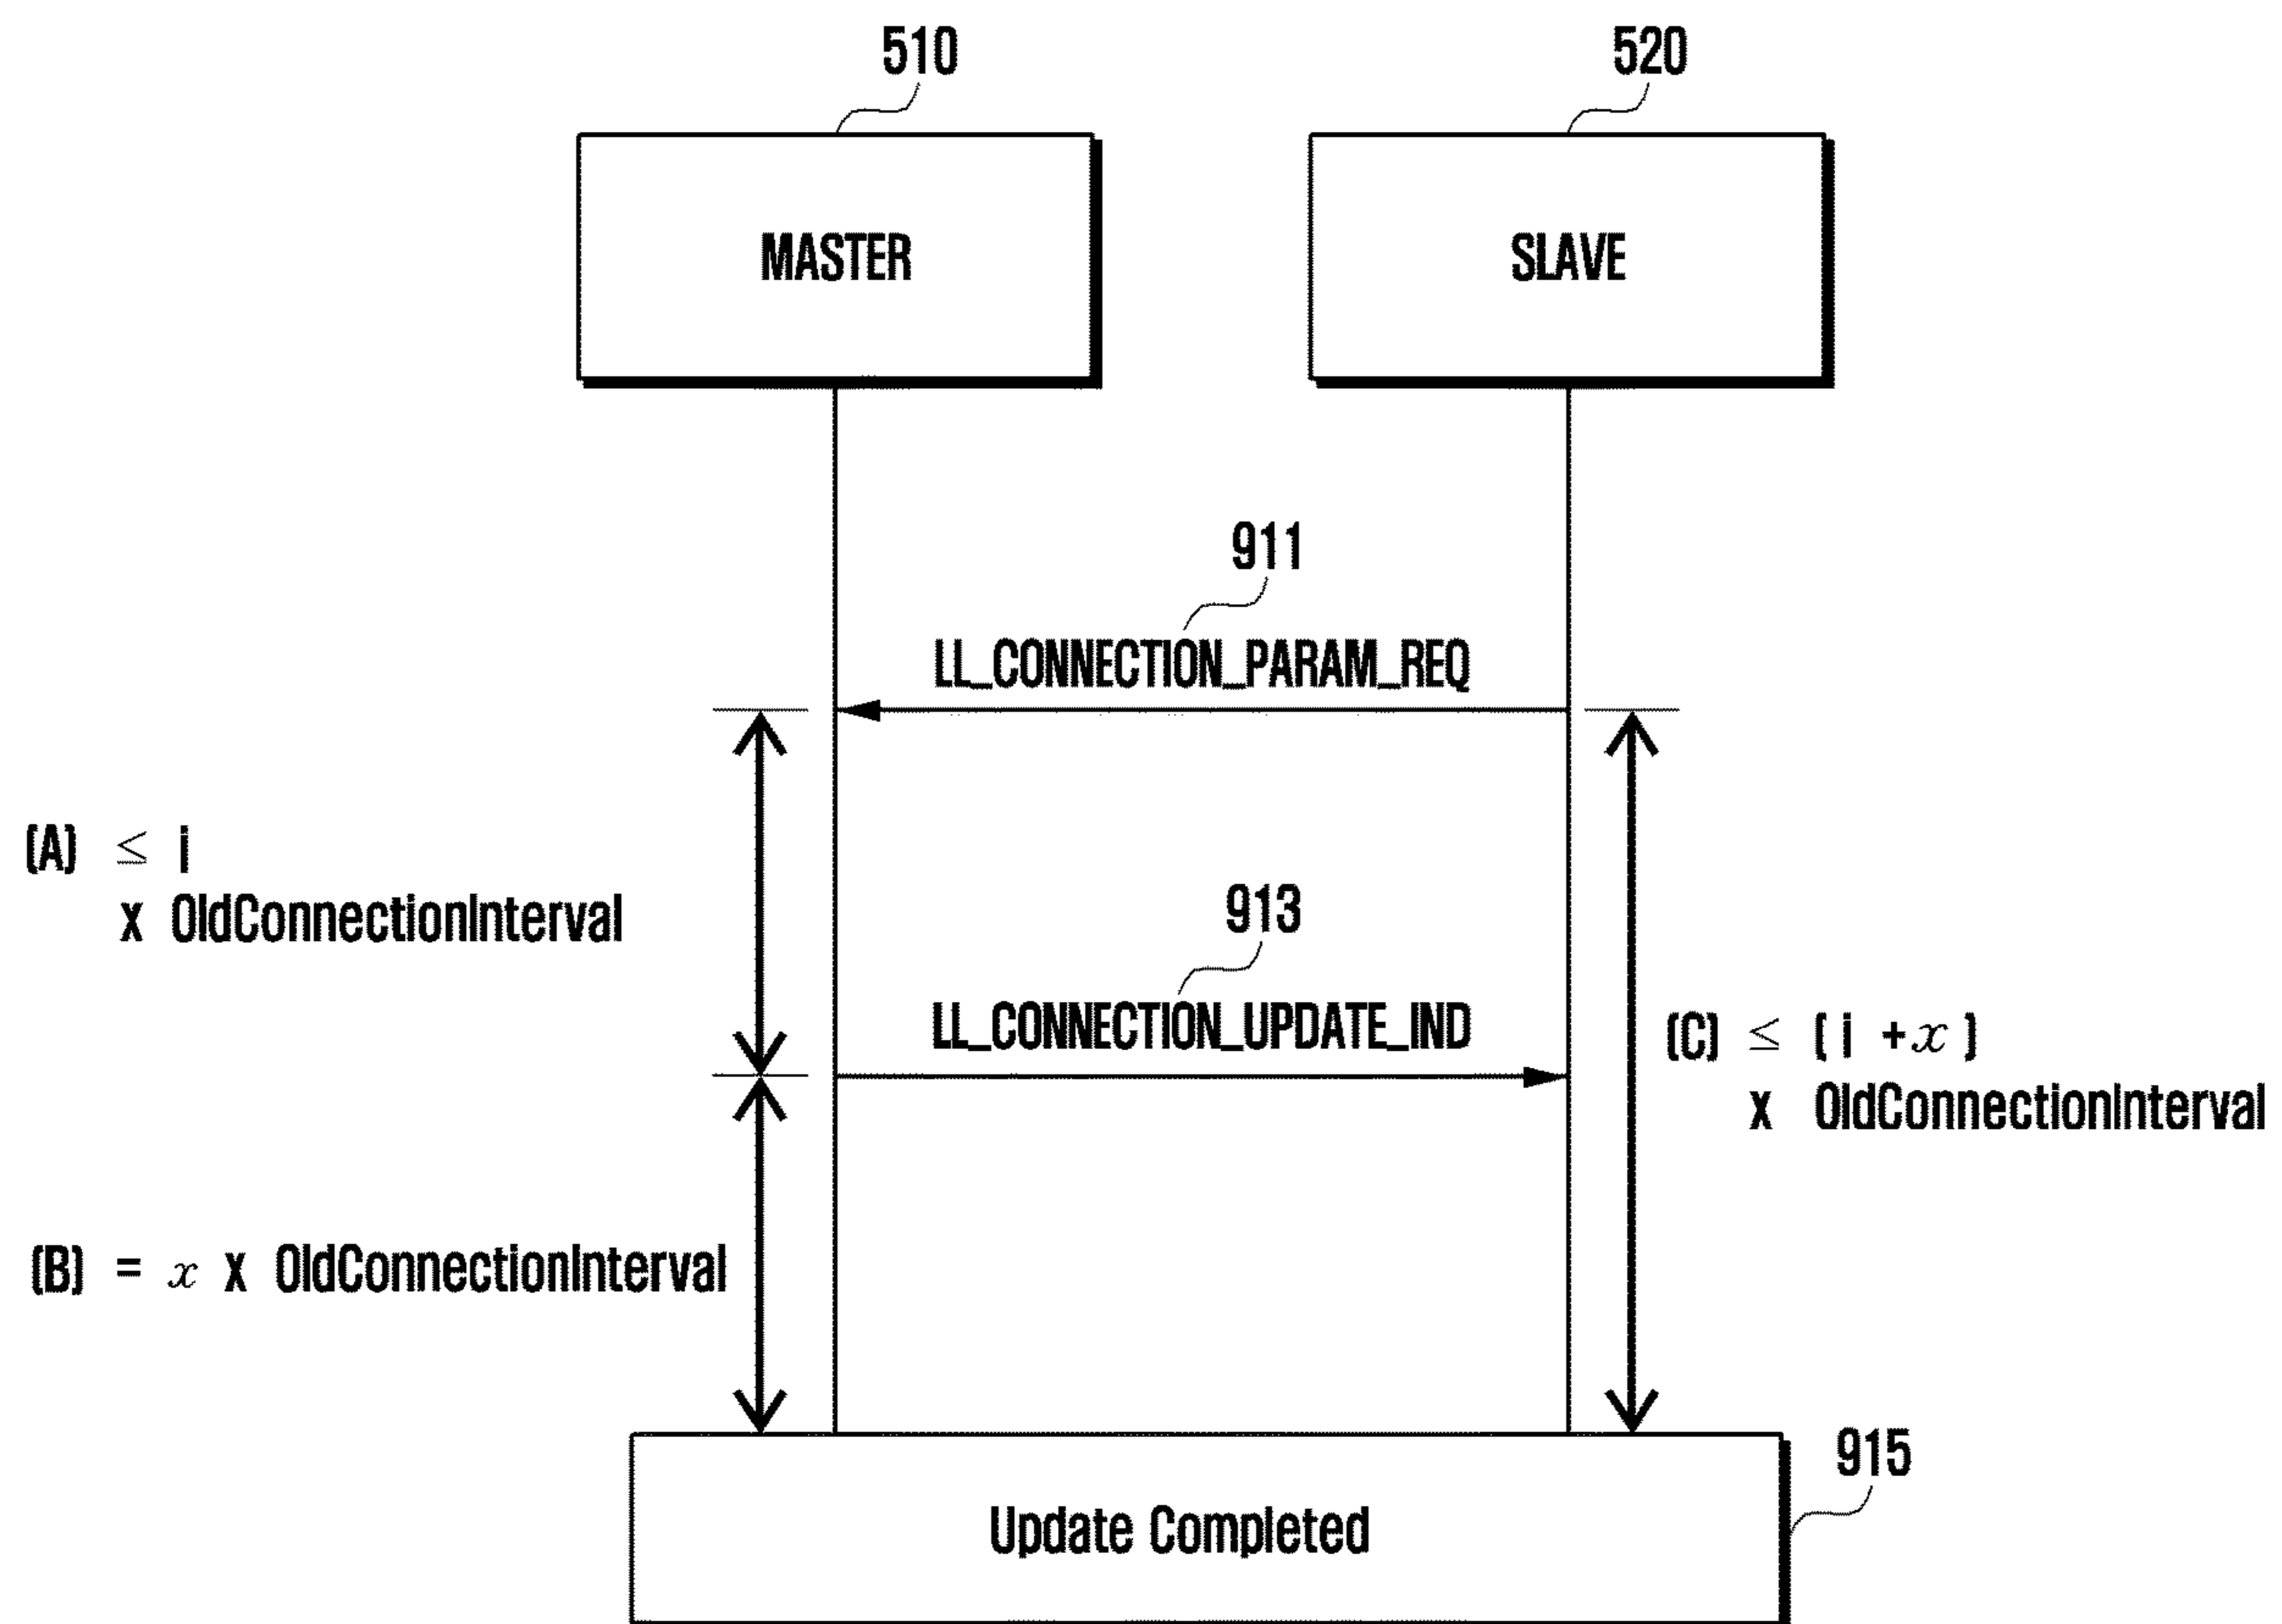 510
520
MASTER
SLAVE
911
LL_CONNECTION_PARAM_REQ
(A) ≤ i
x OldConnectionInterval
913
LL_CONNECTION_UPDATE_IND
(C) ≤ ( i + x )
x OldConnectionInterval
(B) = x x OldConnectionInterval
915
Update Completed